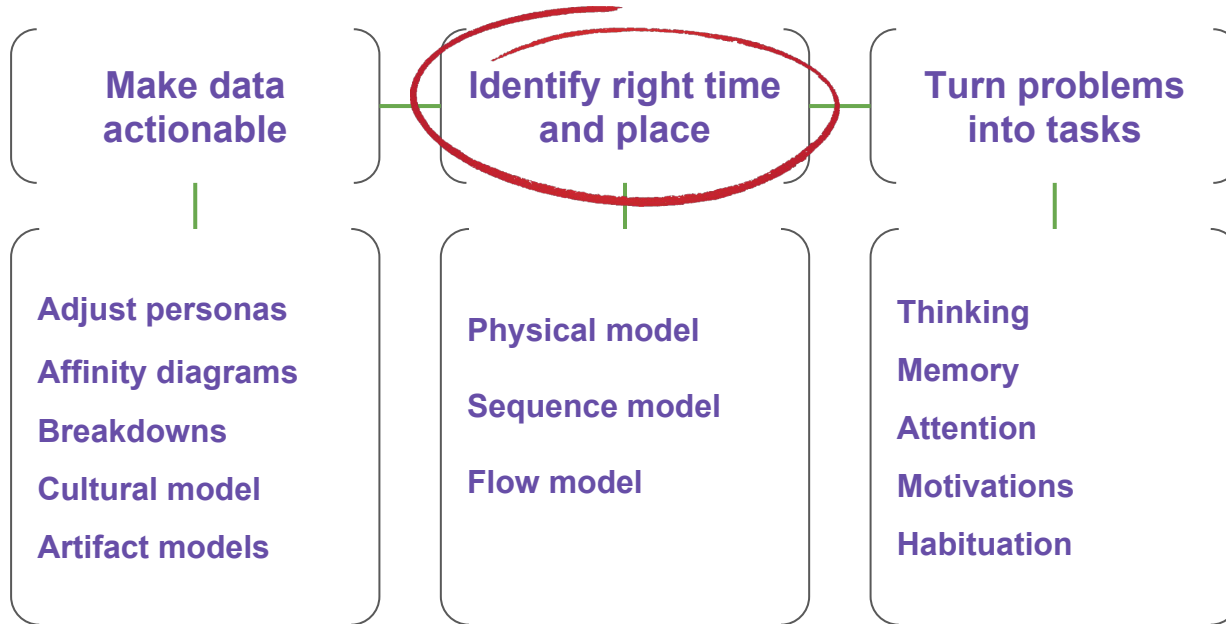 Make data
actionable
Identify right time
and place
Turn problems
into tasks
Adjust personas
Affinity diagrams
Breakdowns
Cultural model
Artifact models
Physical model
Sequence model
Flow model
Thinking
Memory
Attention
Motivations
Habituation